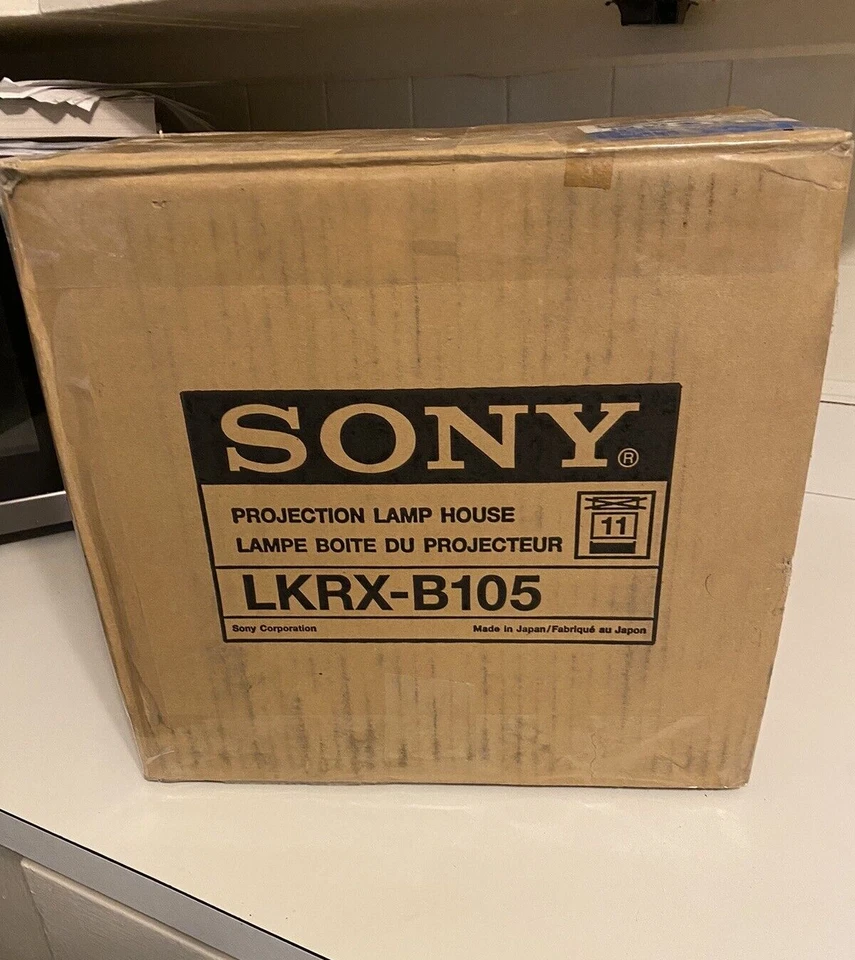 SONY®
PROJECTION LAMP HOUSE
11
LAMPE BOITE DU PROJECTEUR
LKRX-B105
Sony Corporation Made in Japan/Fabriqué au Japon